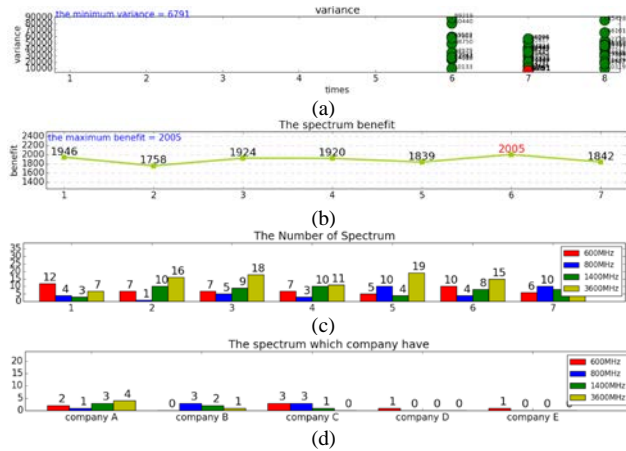 variance
the minimum variance = 6791
90000
80000
70000
60000
50000
40000
30000
20000
10000
variance
1 2 3 4 5 6 7 8
times
(a)
The spectrum benefit
the maximum benefit = 2005
2400
2200
2000
1800
1600
1400
benefit
1946 1758 1924 1920 1839 2005 1842
1 2 3 4 5 6 7
(b)
The Number of Spectrum
35
30
25
20
15
10
5
0
12 4 3 7 7 1 10 16 7 5 9 18 7 3 10 11 5 10 4 19 10 4 8 15 6 10 8
600MHz
800MHz
1400MHz
3600MHz
1 2 3 4 5 6 7
(c)
The spectrum which company have
20
15
10
5
0
2 1 3 4 0 3 2 1 3 3 1 0 1 0 0 0 1 0 0
600MHz
800MHz
1400MHz
3600MHz
company A company B company C company D company E
(d)